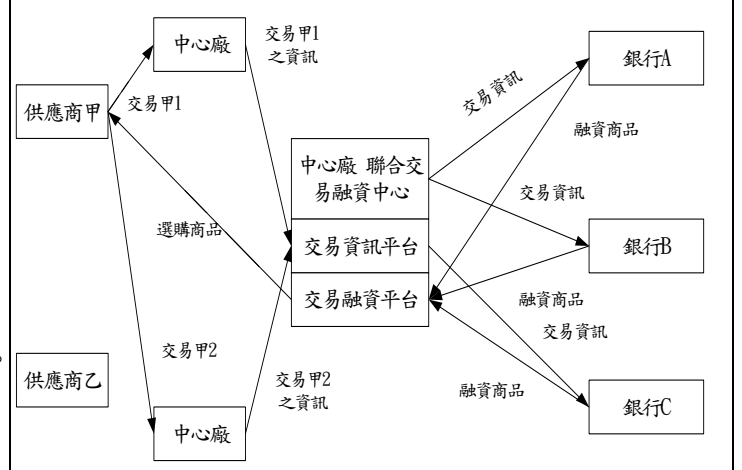 中心廠
交易甲1
之資訊
銀行A
供應商甲
交易甲1
交易資訊
融資商品
中心廠 聯合交
易融資中心
交易資訊
選購商品
交易資訊平台
銀行B
交易融資平台
融資商品
交易資訊
交易甲2
供應商乙
交易甲2
之資訊
融資商品
銀行C
中心廠